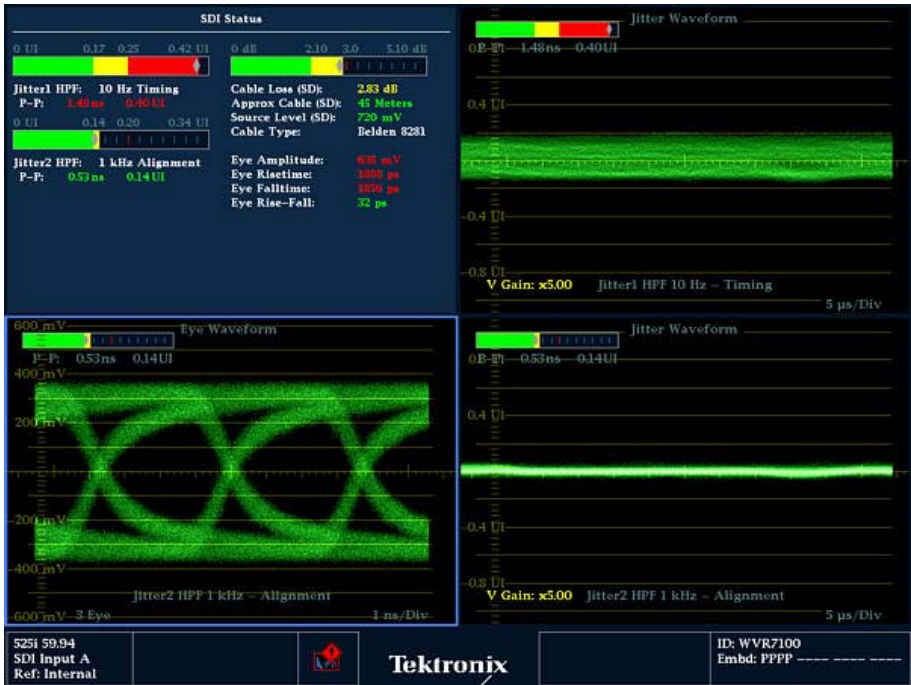 SDI Status
0 UI 0.17 0.25 0.42 UI
Jitter1 HPF: 10 Hz Timing
P-P: 1.48 ns 0.40 UI
0 UI 0.14 0.20 0.34 UI
Jitter2 HPF: 1 kHz Alignment
P-P: 0.53 ns 0.14 UI
0 dB 2.10 3.0 5.10 dB
Cable Loss (SD): 2.83 dB
Approx Cable (SD): 45 Meters
Source Level (SD): 720 mV
Cable Type: Belden 8281
Eye Amplitude: 638 mV
Eye Risetime:
Eye Falltime:
Eye Rise-Fall: 32 ps
Jitter Waveform
P-P: 1.48ns 0.40UI
0.4 UI
-0.4 UI
-0.8 UI
V Gain: x5.00 Jitter1 HPF 10 Hz - Timing
5 µs/Div
600 mV
Eye Waveform
P-P: 0.53ns 0.14UI
400 mV
200 mV
-200 mV
-400 mV
Jitter2 HPF 1 kHz - Alignment
-600 mV 3 Eye 1 ns/Div
Jitter Waveform
P-P: 0.53ns 0.14UI
0.4 UI
-0.4 UI
-0.8 UI
V Gain: x5.00 Jitter2 HPF 1 kHz - Alignment
5 µs/Div
525i 59.94
SDI Input A
Ref: Internal
Tektronix
ID: WVR7100
Embd: PPPP ---- ---- ----